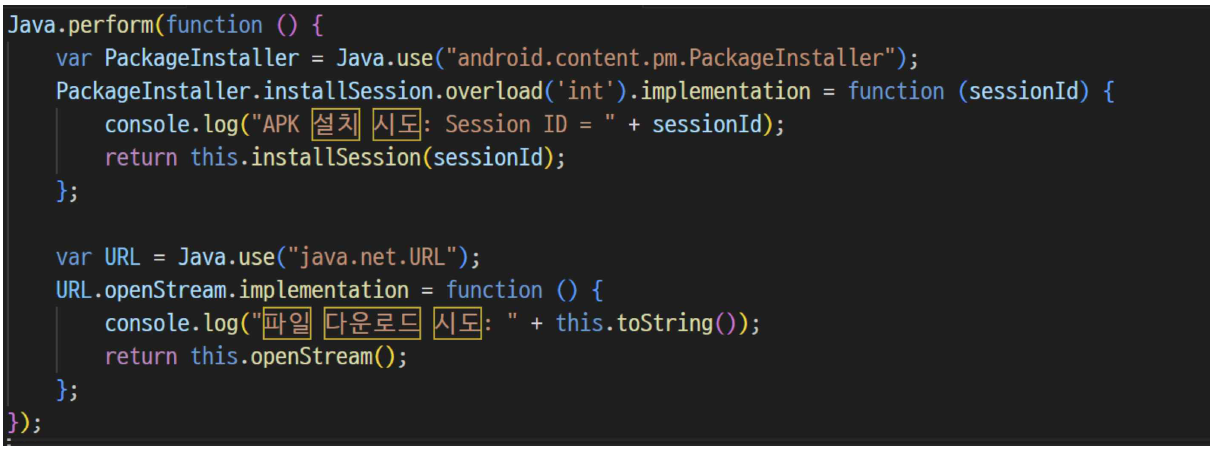 Java.perform(function () {
    var PackageInstaller = Java.use("android.content.pm.PackageInstaller");
    PackageInstaller.installSession.overload('int').implementation = function (sessionId) {
        console.log("APK 설치 시도: Session ID = " + sessionId);
        return this.installSession(sessionId);
    };

    var URL = Java.use("java.net.URL");
    URL.openStream.implementation = function () {
        console.log("파일 다운로드 시도: " + this.toString());
        return this.openStream();
    };
});